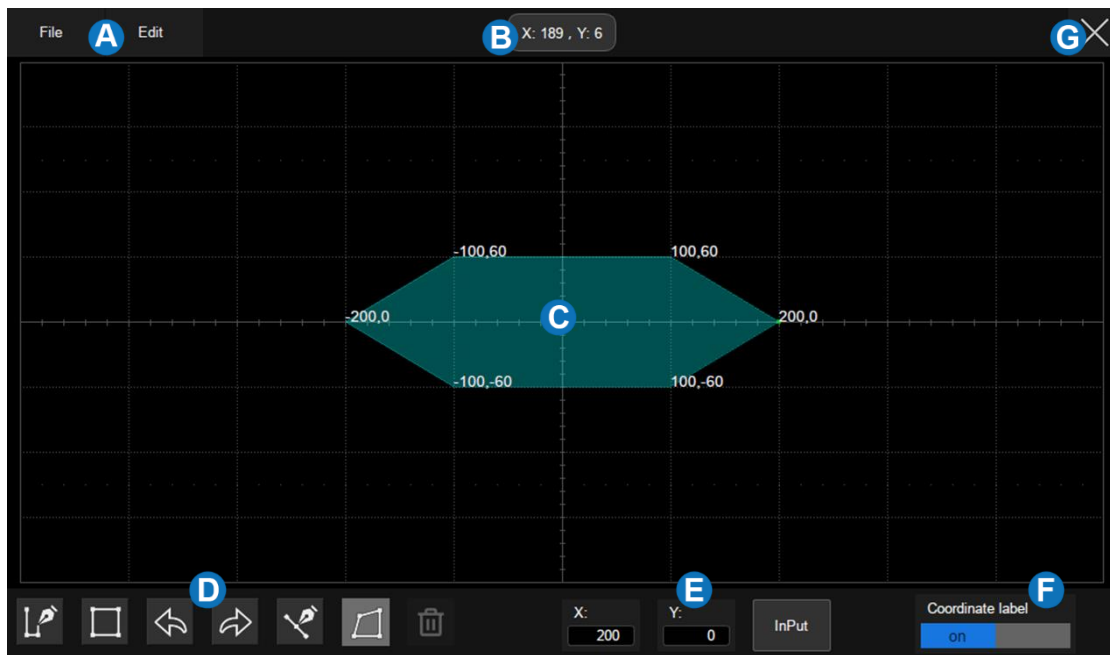 File
A
Edit
B
X: 189 , Y: 6
G
-100,60
100,60
-200,0
C
200,0
-100,-60
100,-60
D
E
F
X:
200
Y:
0
InPut
Coordinate label
on